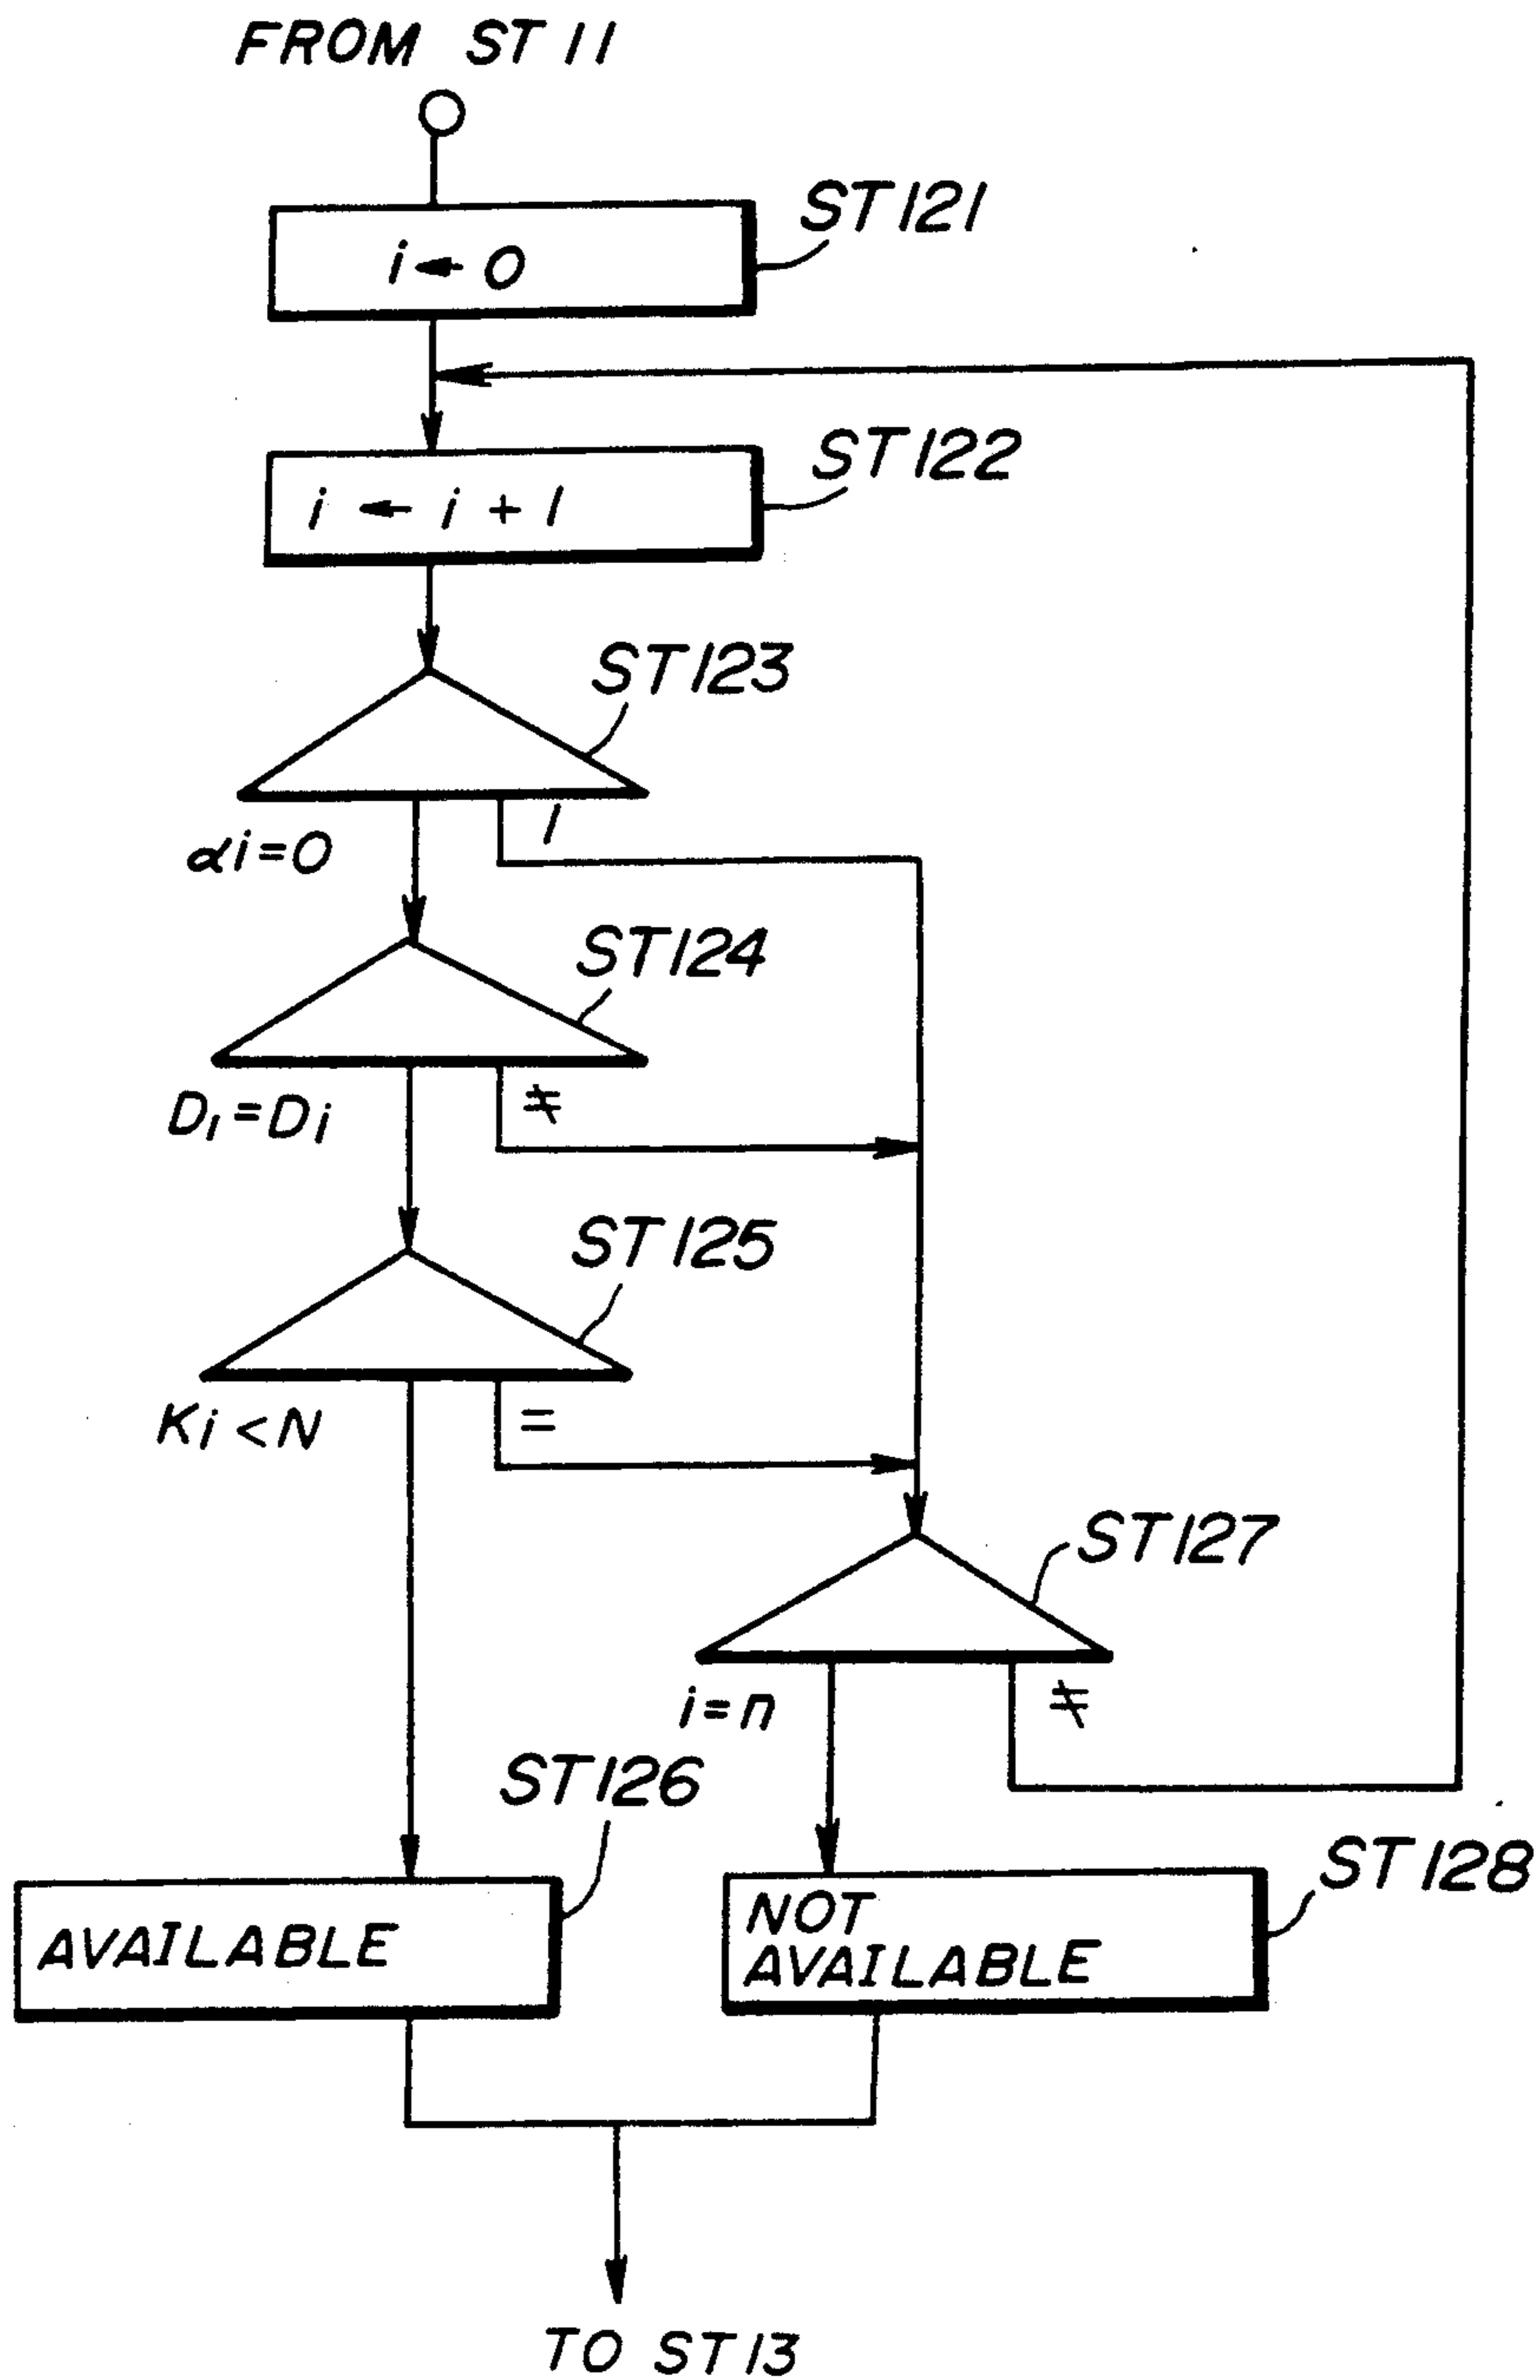 FROM ST11
ST121
i ← 0
ST122
i ← i + 1
ST123
αi=0
1
ST124
D₁=Di
≠
ST125
Ki<N
=
ST127
i=n
≠
ST126
ST128
AVAILABLE
NOT
AVAILABLE
TO ST13